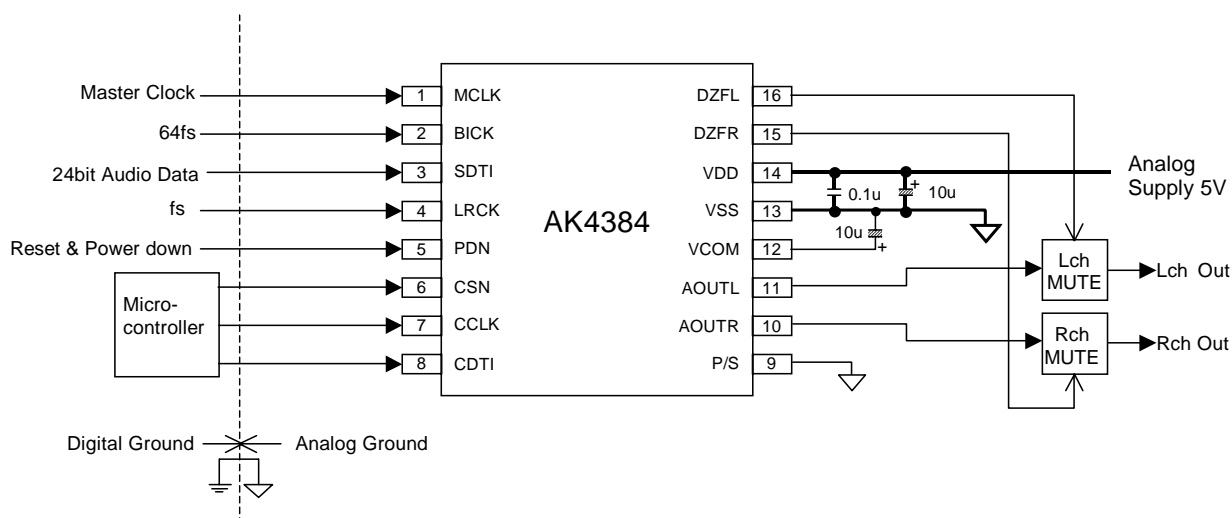 Master Clock
1
MCLK
DZFL
16
64fs
2
BICK
DZFR
15
24bit Audio Data
3
SDTI
VDD
14
Analog
Supply 5V
0.1u
+
10u
fs
4
LRCK
AK4384
VSS
13
10u
+
Reset & Power down
5
PDN
VCOM
12
Micro-
controller
6
CSN
AOUTL
11
Lch
MUTE
Lch Out
7
CCLK
AOUTR
10
Rch
MUTE
Rch Out
8
CDTI
P/S
9
Digital Ground
Analog Ground